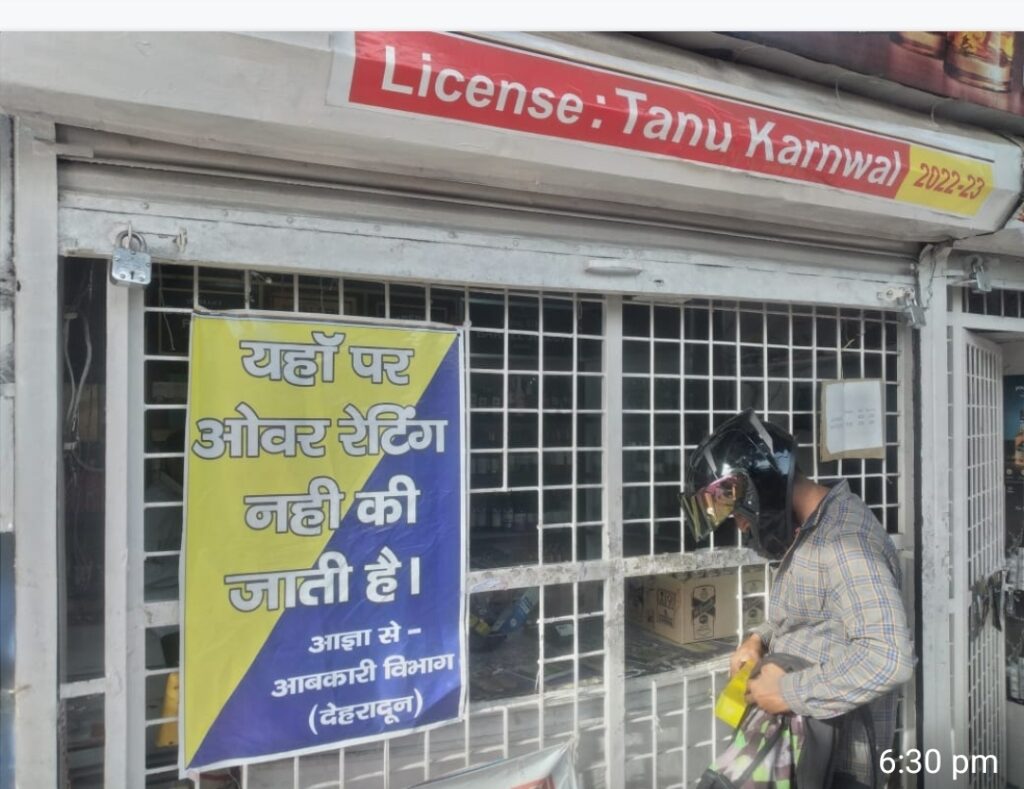 License : Tanu Karnwal 2022-23
यहाँ पर
ओवर रेटिंग
नही की
जाती है।
आज्ञा से -
आबकारी विभाग
(देहरादून)
6:30 pm